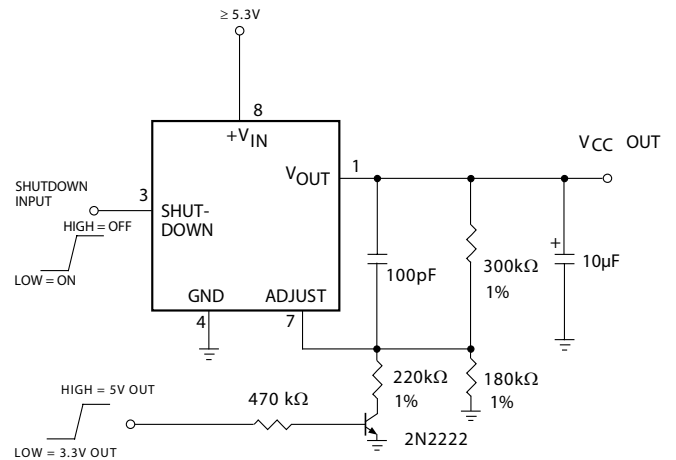 ≥ 5.3V
8
+VIN
VCC OUT
VOUT
1
SHUTDOWN
INPUT
3
SHUT-
DOWN
HIGH = OFF
LOW = ON
100pF
300kΩ
1%
+
10µF
GND
ADJUST
4
7
220kΩ
1%
180kΩ
1%
HIGH = 5V OUT
470 kΩ
2N2222
LOW = 3.3V OUT